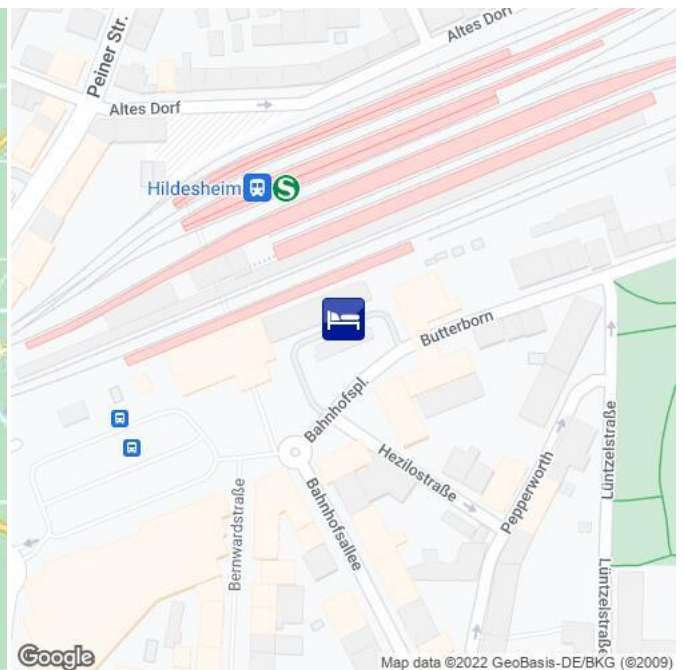 Altes Dorf
Peiner Str.
Altes Dorf
Hildesheim
S
Butterborn
Bahnhofspl.
Hezilostraße
Lüntzelstraße
Pepperworth
Bernwardstraße
Bahnhofsallee
Lüntzelstraße
Google
Map data ©2022 GeoBasis-DE/BKG (©2009)